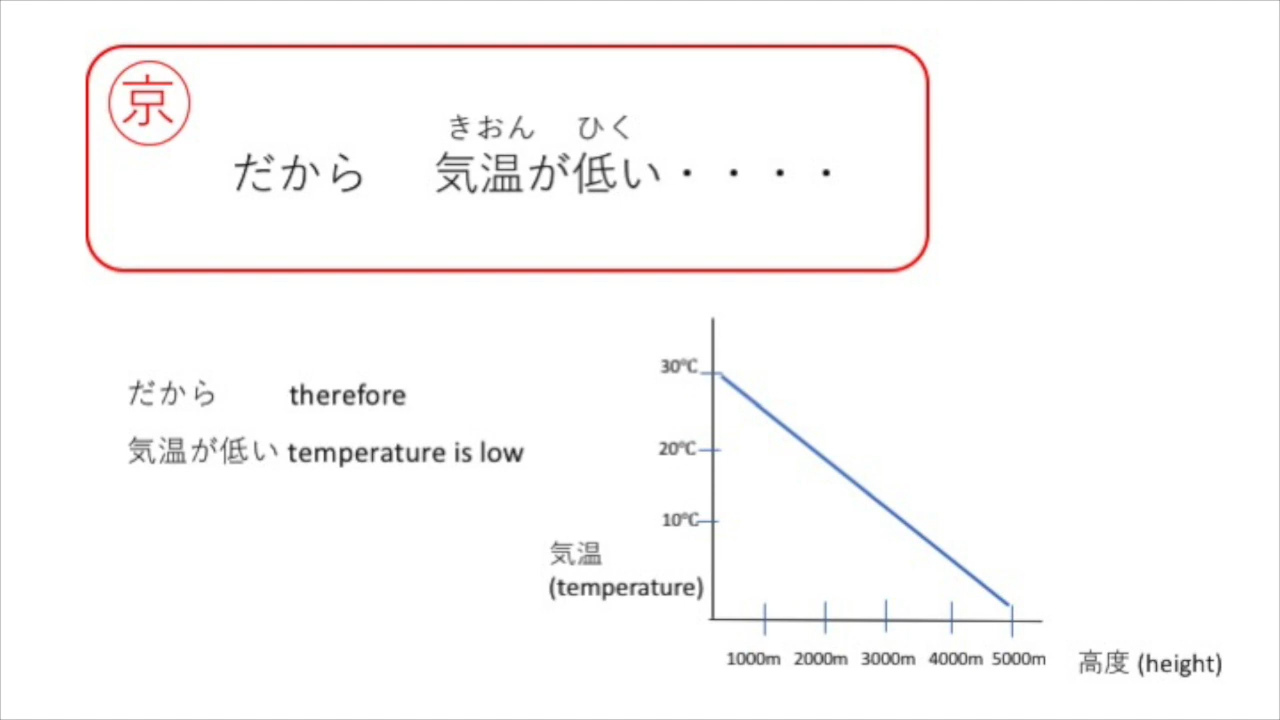 京
きおん ひく
だから 気温が低い・・・・
だから therefore
気温が低い temperature is low
30℃
20℃
10℃
気温
(temperature)
1000m 2000m 3000m 4000m 5000m
高度 (height)